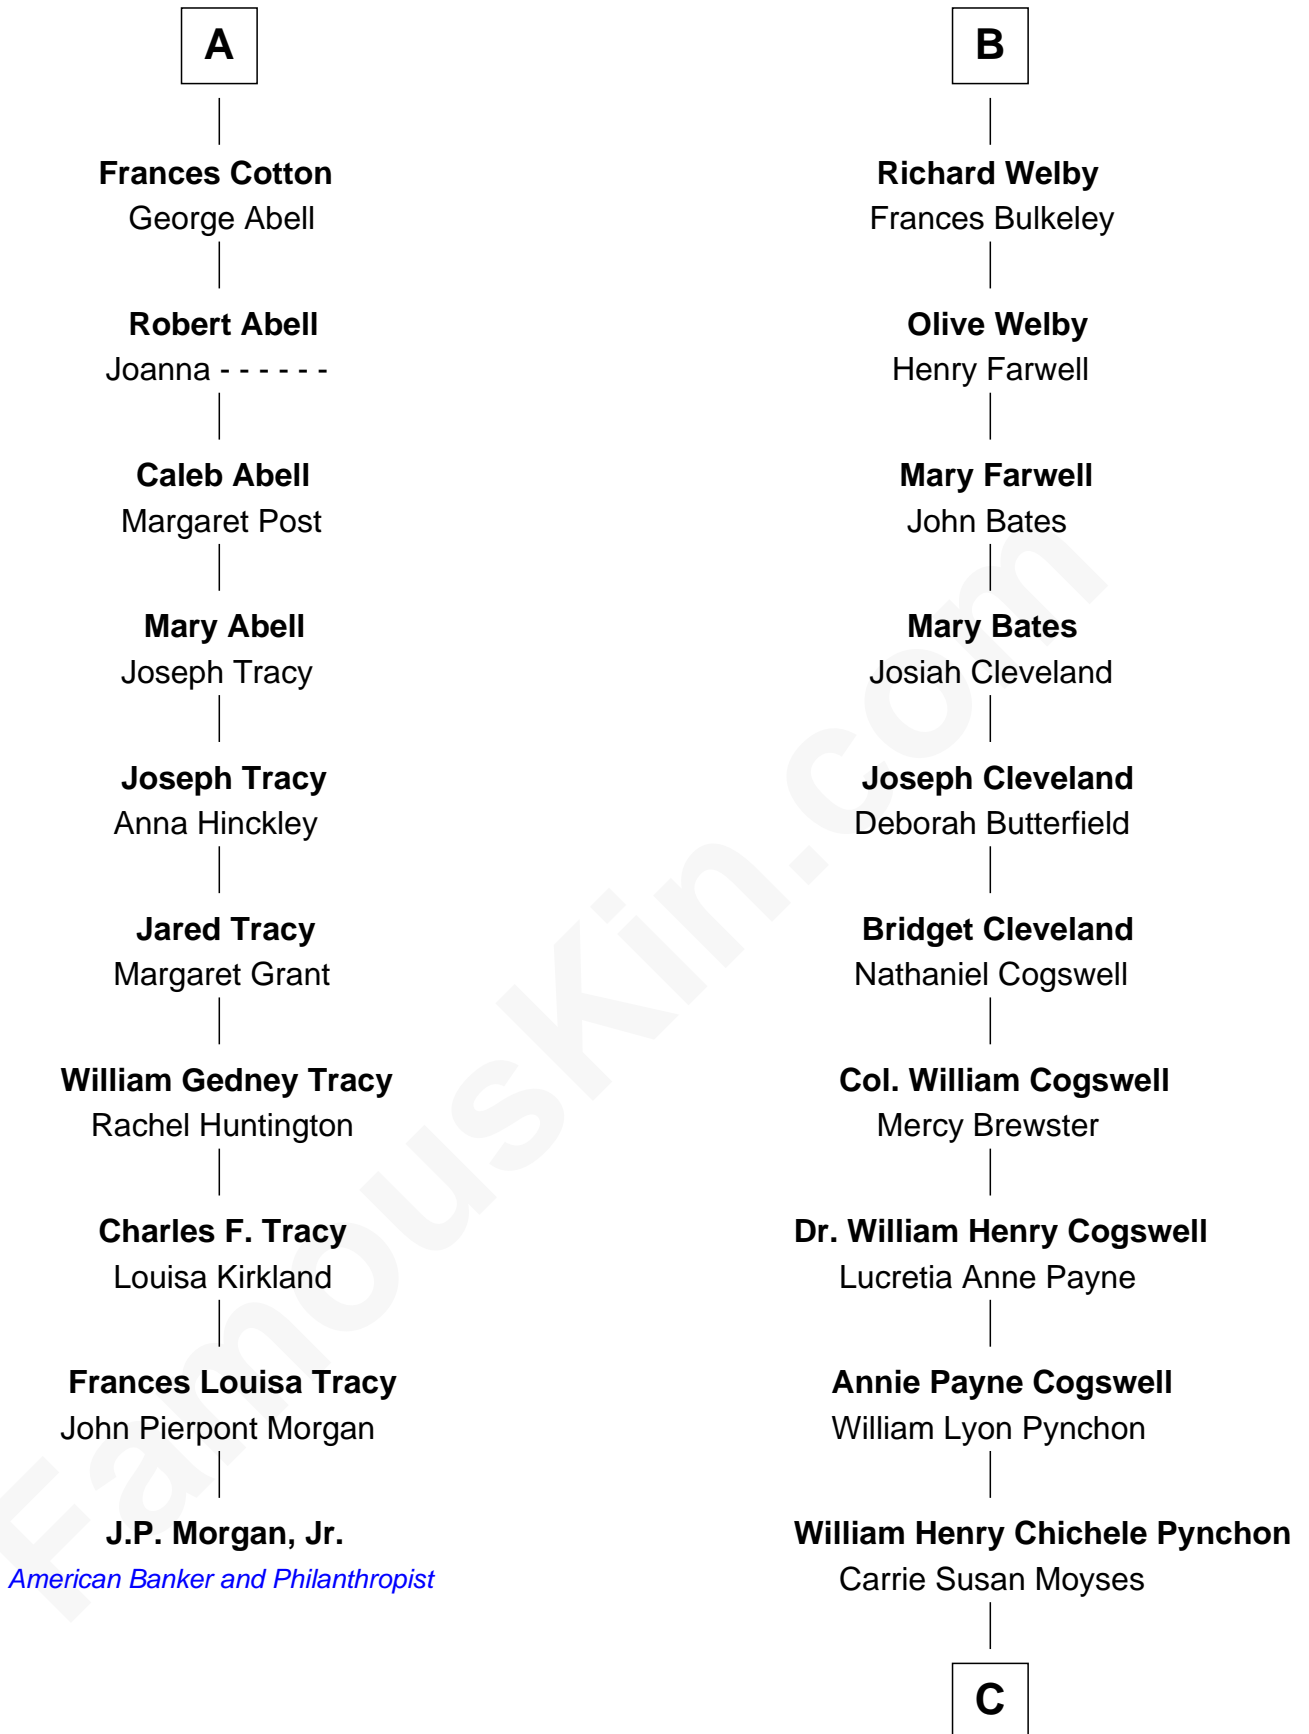 A
Frances Cotton
George Abell
Robert Abell
Joanna - - - - - -
Caleb Abell
Margaret Post
Mary Abell
Joseph Tracy
Joseph Tracy
Anna Hinckley
Jared Tracy
Margaret Grant
William Gedney Tracy
Rachel Huntington
Charles F. Tracy
Louisa Kirkland
Frances Louisa Tracy
John Pierpont Morgan
J.P. Morgan, Jr.
American Banker and Philanthropist
B
Richard Welby
Frances Bulkeley
Olive Welby
Henry Farwell
Mary Farwell
John Bates
Mary Bates
Josiah Cleveland
Joseph Cleveland
Deborah Butterfield
Bridget Cleveland
Nathaniel Cogswell
Col. William Cogswell
Mercy Brewster
Dr. William Henry Cogswell
Lucretia Anne Payne
Annie Payne Cogswell
William Lyon Pynchon
William Henry Chichele Pynchon
Carrie Susan Moyses
C
FamousKin.com